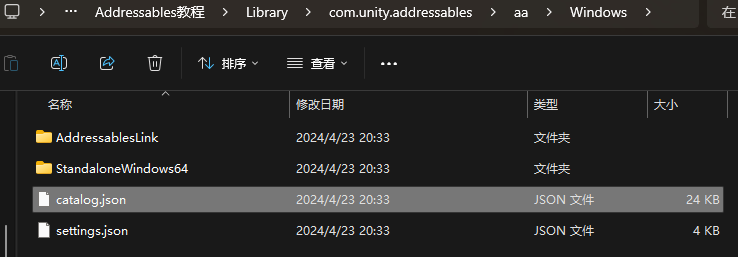 ··· Addressables教程 > Library > com.unity.addressables > aa > Windows > 在
排序 查看 ···
名称 修改日期 类型 大小
AddressablesLink 2024/4/23 20:33 文件夹
StandaloneWindows64 2024/4/23 20:33 文件夹
catalog.json 2024/4/23 20:33 JSON 文件 24 KB
settings.json 2024/4/23 20:33 JSON 文件 4 KB